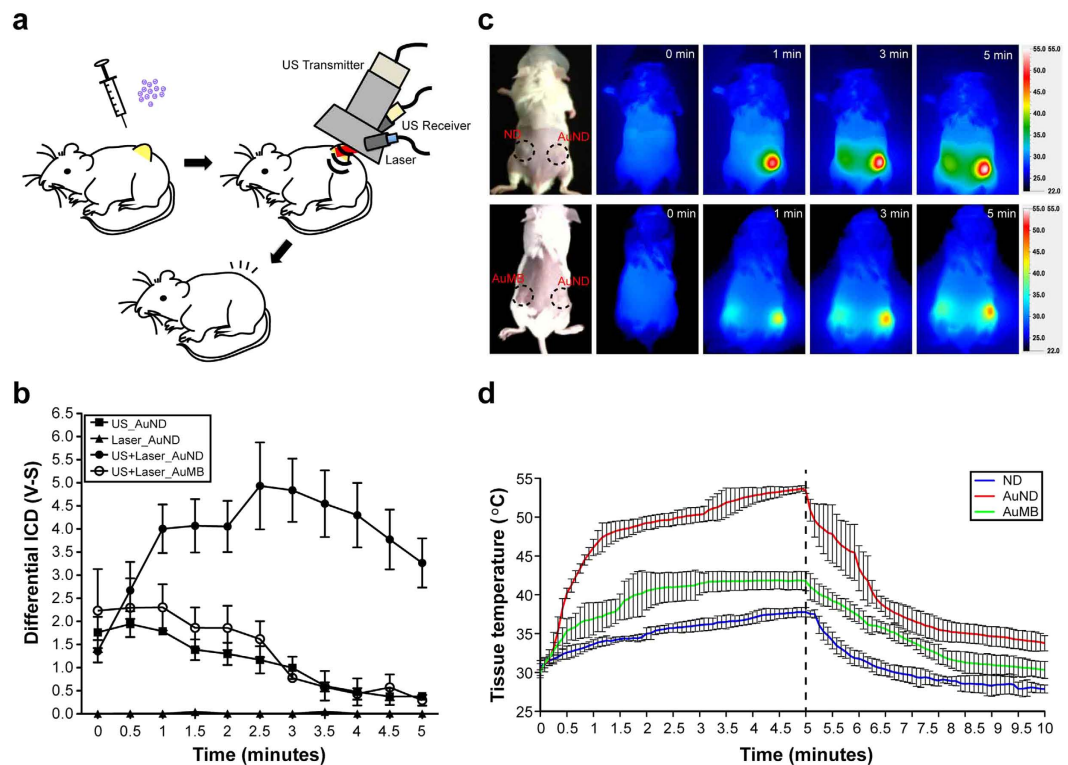 a
US Transmitter
US Receiver
Laser
c
0 min
1 min
3 min
5 min
ND
AuND
55.0 55.0
50.0
45.0
40.0
35.0
30.0
25.0
22.0
0 min
1 min
3 min
5 min
AuMB
AuND
55.0 55.0
50.0
45.0
40.0
35.0
30.0
25.0
22.0
b
US_AuND
Laser_AuND
US+Laser_AuND
US+Laser_AuMB
Differential ICD (V-S)
6.5
6.0
5.5
5.0
4.5
4.0
3.5
3.0
2.5
2.0
1.5
1.0
0.5
0.0
0 0.5 1 1.5 2 2.5 3 3.5 4 4.5 5
Time (minutes)
d
ND
AuND
AuMB
Tissue temperature (°C)
55
50
45
40
35
30
25
0 0.5 1 1.5 2 2.5 3 3.5 4 4.5 5 5.5 6 6.5 7 7.5 8 8.5 9 9.5 10
Time (minutes)